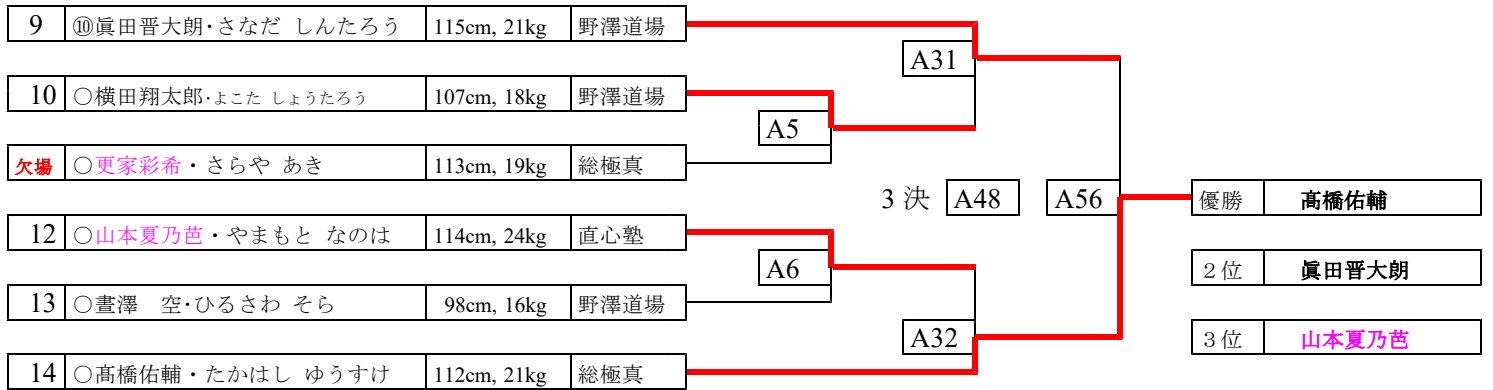 9 ⑩眞田晋大朗・さなだ しんたろう 115cm, 21kg 野澤道場
A31
10 ○横田翔太郎・よこた しょうたろう 107cm, 18kg 野澤道場
A5
欠場 ○更家彩希・さらや あき 113cm, 19kg 総極真
3決 A48 A56 優勝 髙橋佑輔
12 ○山本夏乃芭・やまもと なのは 114cm, 24kg 直心塾
A6 2位 眞田晋大朗
13 ○晝澤 空・ひるさわ そら 98cm, 16kg 野澤道場
A32 3位 山本夏乃芭
14 ○髙橋佑輔・たかはし ゆうすけ 112cm, 21kg 総極真